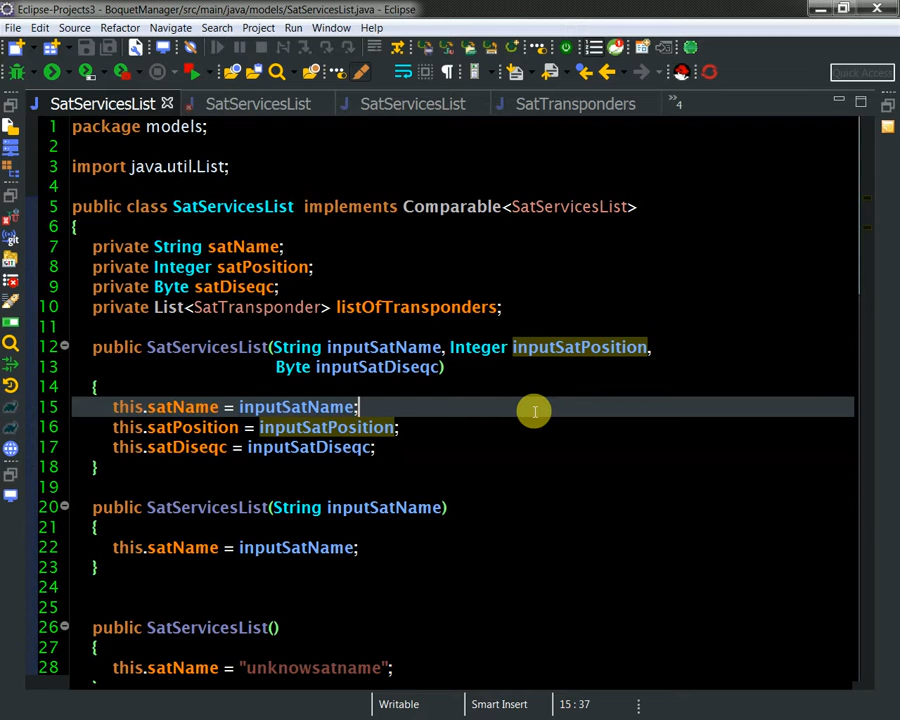 Eclipse-Projects3 - BoquetManager/src/main/java/models/SatServicesList.java - Eclipse
File Edit Source Refactor Navigate Search Project Run Window Help
Quick Access
SatServicesList SatServicesList SatServicesList SatTransponders 4
1 package models;
2
3 import java.util.List;
4
5 public class SatServicesList implements Comparable<SatServicesList>
6 {
7 private String satName;
8 private Integer satPosition;
9 private Byte satDiseqc;
10 private List<SatTransponder> listOfTransponders;
11
12 public SatServicesList(String inputSatName, Integer inputSatPosition,
13 Byte inputSatDiseqc)
14 {
15 this.satName = inputSatName;
16 this.satPosition = inputSatPosition;
17 this.satDiseqc = inputSatDiseqc;
18 }
19
20 public SatServicesList(String inputSatName)
21 {
22 this.satName = inputSatName;
23 }
24
25
26 public SatServicesList()
27 {
28 this.satName = "unknowsatname";
Writable Smart Insert 15 : 37